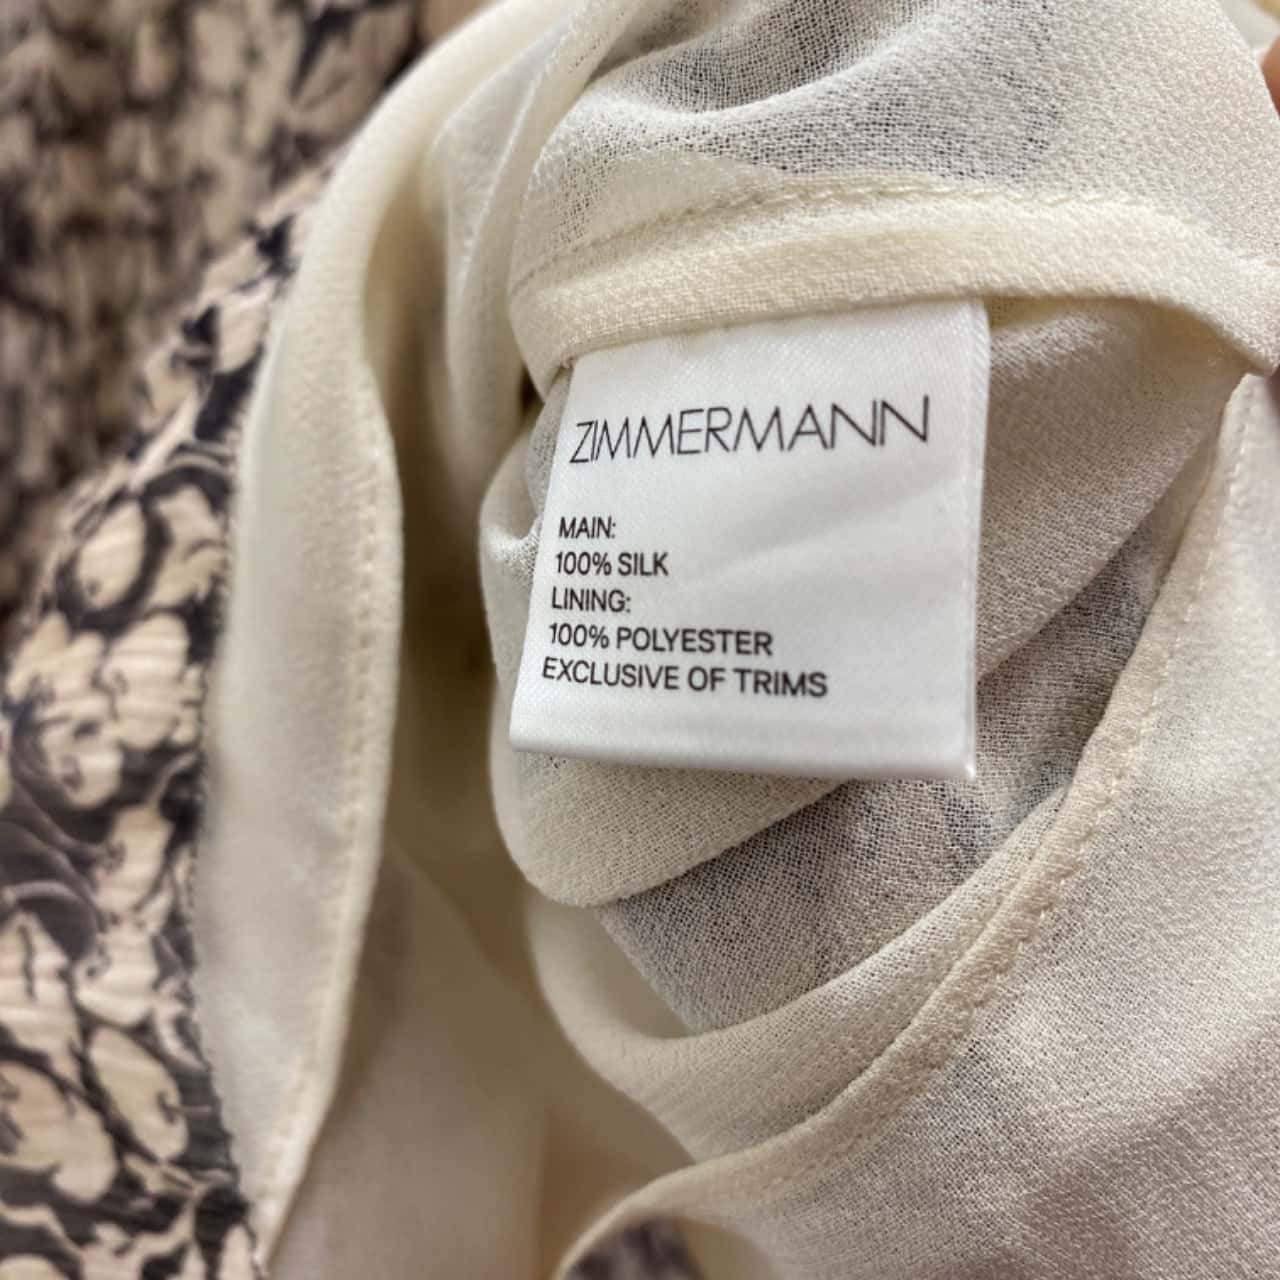 ZIMMERMANN
MAIN:
100% SILK
LINING:
100% POLYESTER
EXCLUSIVE OF TRIMS